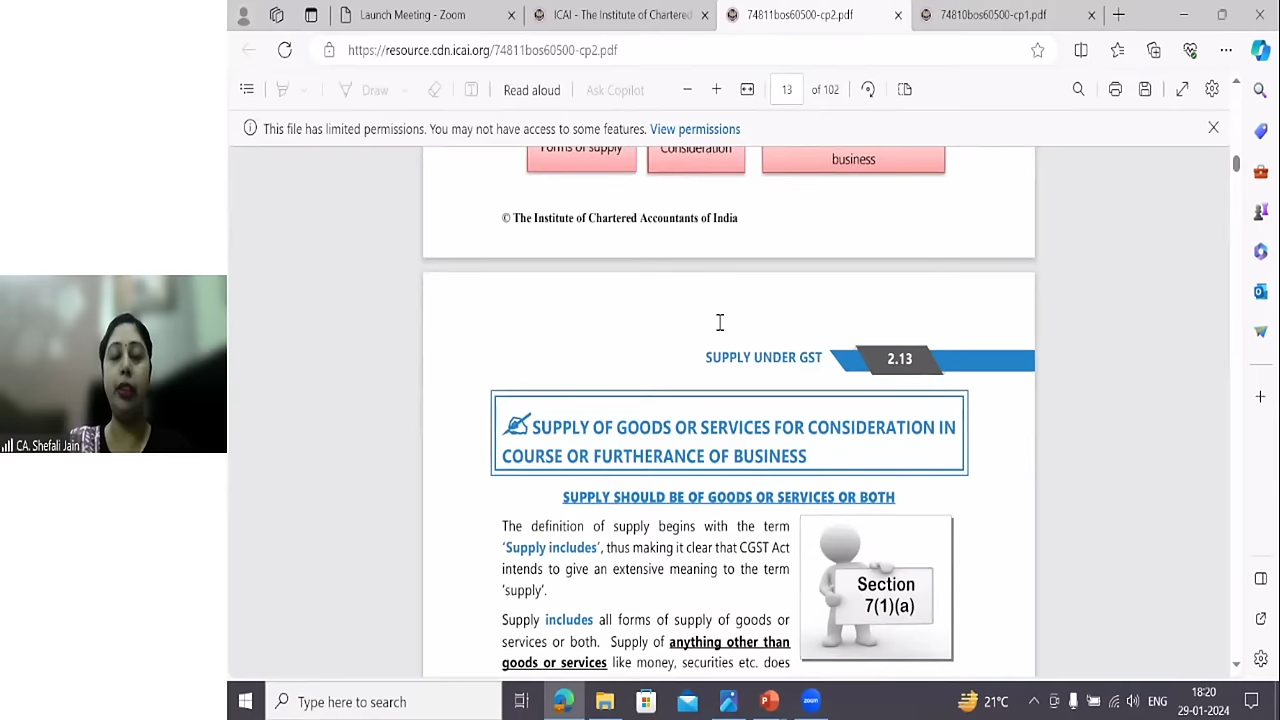 Launch Meeting - Zoom
ICAI - The Institute of Chartered
74811bos60500-cp2.pdf
74810bos60500-cp1.pdf
https://resource.cdn.icai.org/74811bos60500-cp2.pdf
Draw
Read aloud
Ask Copilot
13
of 102
This file has limited permissions. You may not have access to some features. View permissions
Forms of supply
Consideration
business
© The Institute of Chartered Accountants of India
SUPPLY UNDER GST
2.13
SUPPLY OF GOODS OR SERVICES FOR CONSIDERATION IN
COURSE OR FURTHERANCE OF BUSINESS
SUPPLY SHOULD BE OF GOODS OR SERVICES OR BOTH
The definition of supply begins with the term
‘Supply includes’, thus making it clear that CGST Act
intends to give an extensive meaning to the term
‘supply’.
Section
7(1)(a)
Supply includes all forms of supply of goods or
services or both. Supply of anything other than
goods or services like money, securities etc. does
CA. Shefali Jain
Type here to search
zoom
21°C
ENG
18:20
29-01-2024